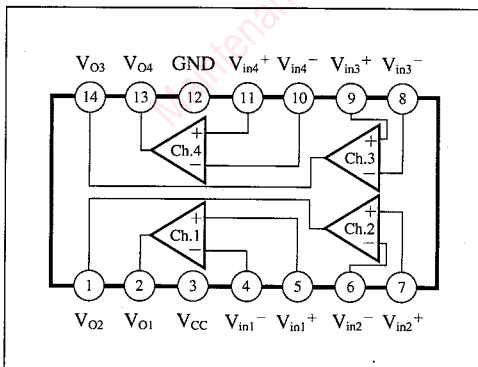 VO3 VO4 GND Vin4+ Vin4− Vin3+ Vin3−
14 13 12 11 10 9 8
+ − Ch.4
+ − Ch.3
+ − Ch.1
+ − Ch.2
1 2 3 4 5 6 7
VO2 VO1 VCC Vin1− Vin1+ Vin2− Vin2+